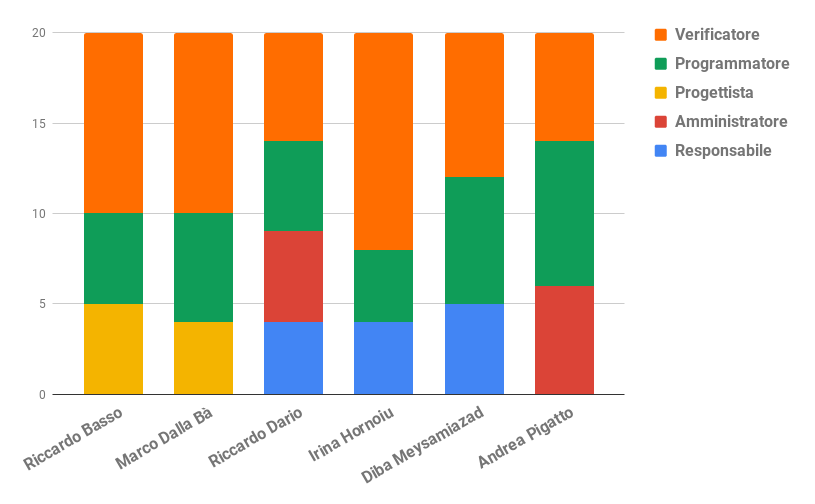 20
15
10
5
0
Riccardo Basso
Marco Dalla Bà
Riccardo Dario
Irina Hornoiu
Diba Meysamiazad
Andrea Pigatto
Verificatore
Programmatore
Progettista
Amministratore
Responsabile